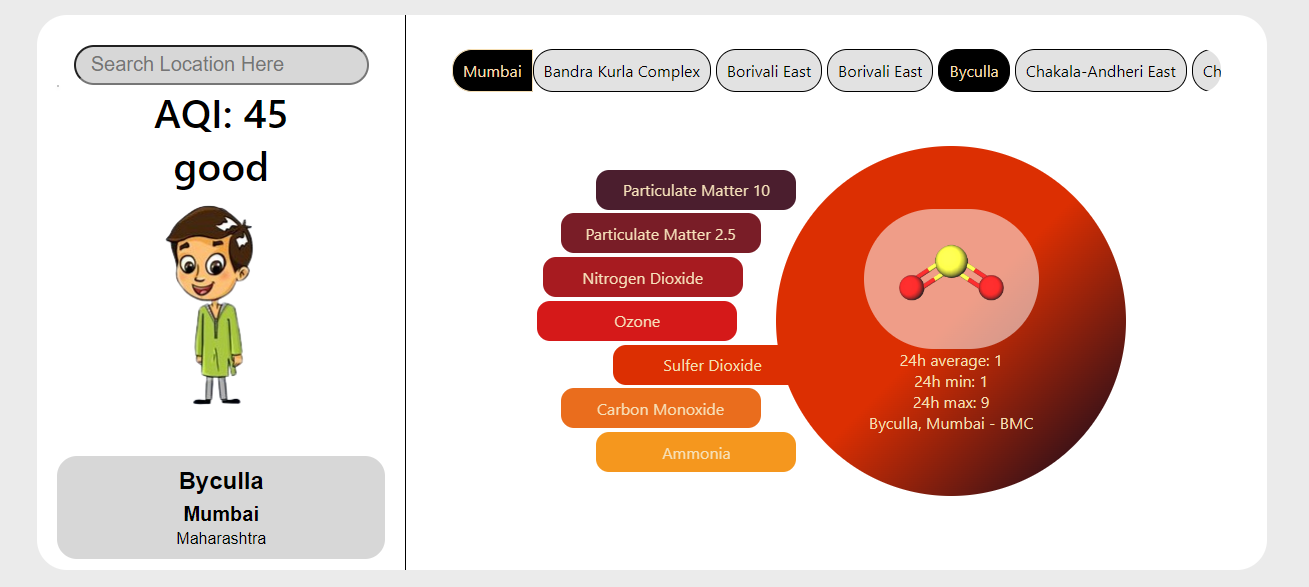 Search Location Here
AQI: 45
good
Byculla
Mumbai
Maharashtra
Mumbai
Bandra Kurla Complex
Borivali East
Borivali East
Byculla
Chakala-Andheri East
Ch
Particulate Matter 10
Particulate Matter 2.5
Nitrogen Dioxide
Ozone
Sulfer Dioxide
Carbon Monoxide
Ammonia
24h average: 1
24h min: 1
24h max: 9
Byculla, Mumbai - BMC